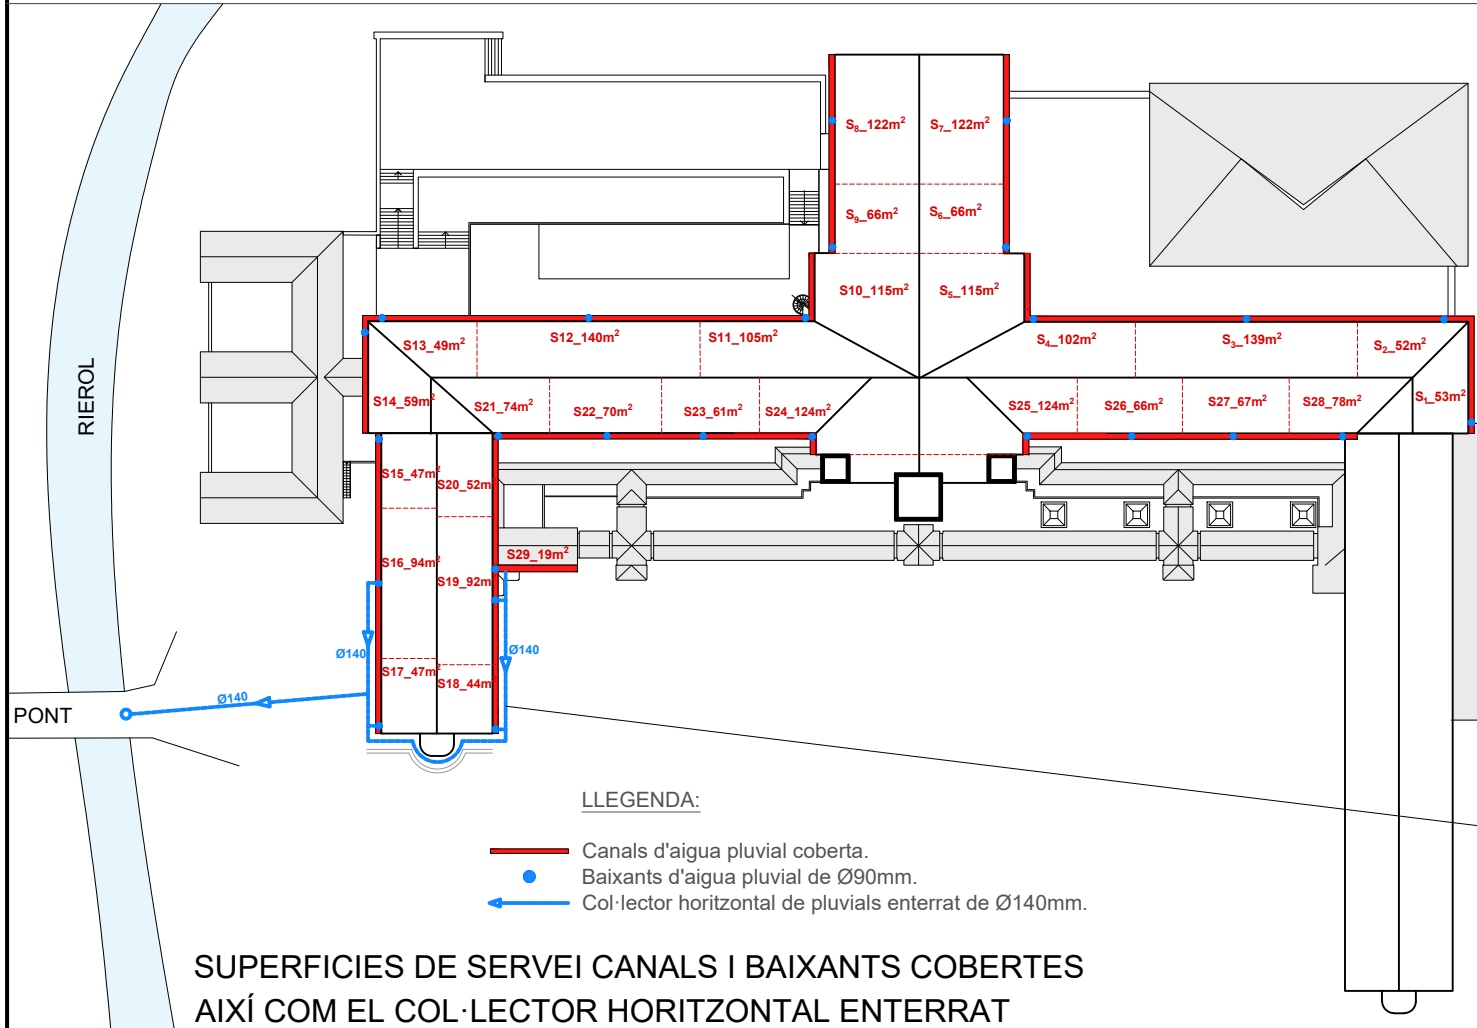 S₈_122m² S₇_122m²
S₉_66m² S₆_66m²
S10_115m² S₅_115m²
S13_49m² S12_140m² S11_105m² S₄_102m² S₃_139m² S₂_52m²
S14_59m² S21_74m² S22_70m² S23_61m² S24_124m² S25_124m² S26_66m² S27_67m² S28_78m² S₁_53m²
RIEROL
S15_47m² S20_52m²
S29_19m²
S16_94m² S19_92m²
Ø140 Ø140
S17_47m² S18_44m²
Ø140
PONT
LLEGENDA:
Canals d'aigua pluvial coberta.
Baixants d'aigua pluvial de Ø90mm.
Col·lector horitzontal de pluvials enterrat de Ø140mm.
SUPERFICIES DE SERVEI CANALS I BAIXANTS COBERTES
AIXÍ COM EL COL·LECTOR HORITZONTAL ENTERRAT